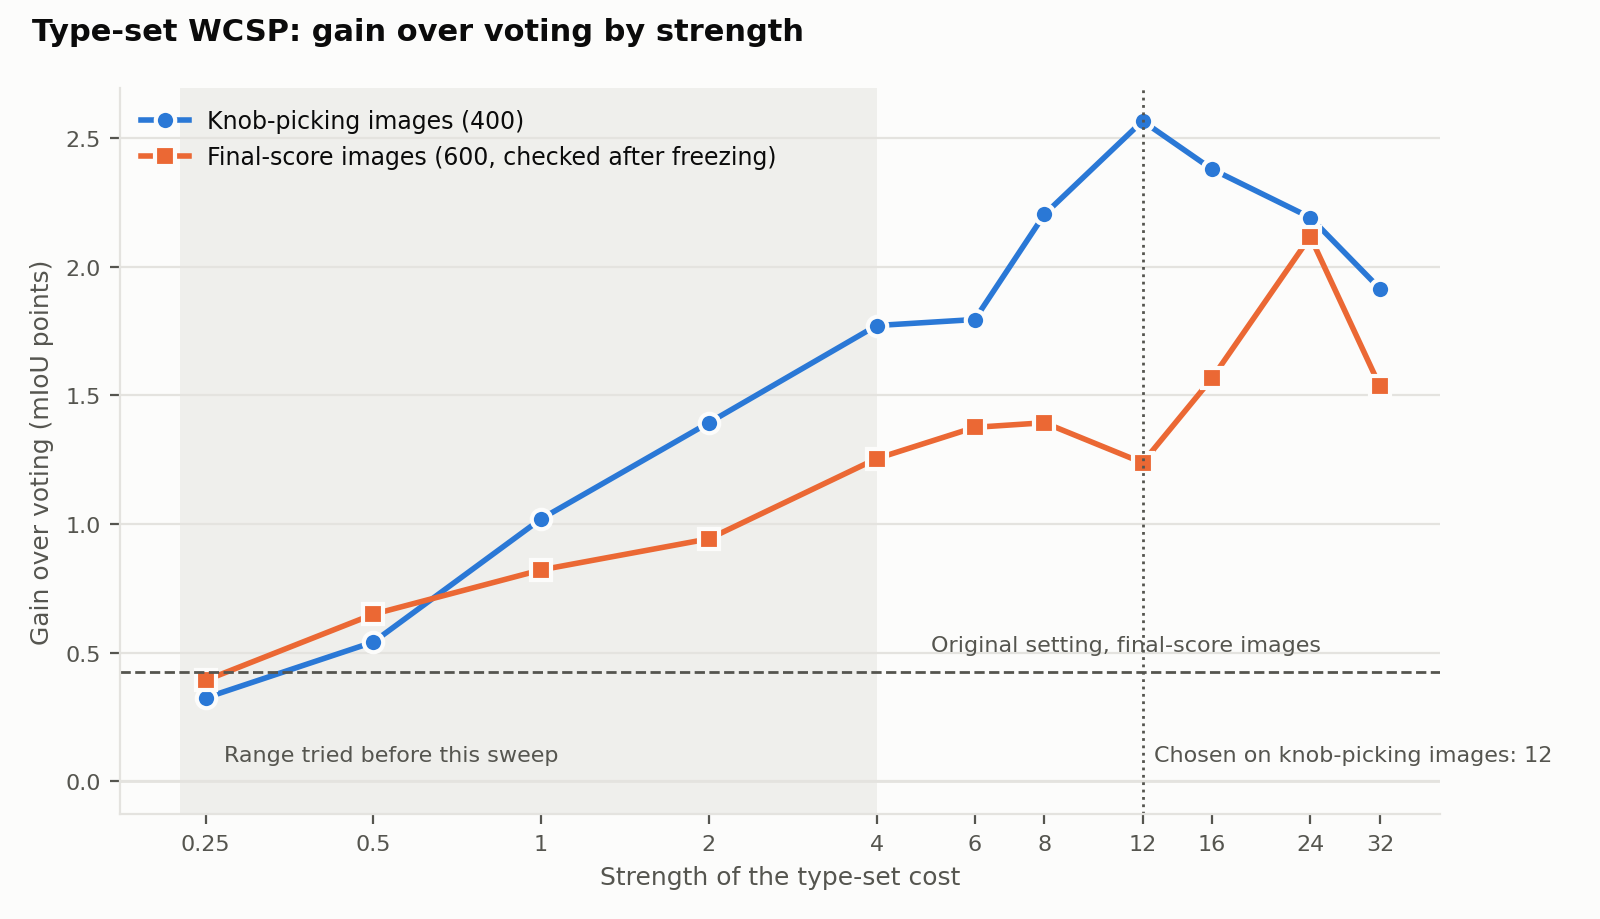 Type-set WCSP: gain over voting by strength
Knob-picking images (400)
Final-score images (600, checked after freezing)
Gain over voting (mIoU points)
2.5
2.0
1.5
1.0
0.5
0.0
Original setting, final-score images
Range tried before this sweep
Chosen on knob-picking images: 12
0.25 0.5 1 2 4 6 8 12 16 24 32
Strength of the type-set cost